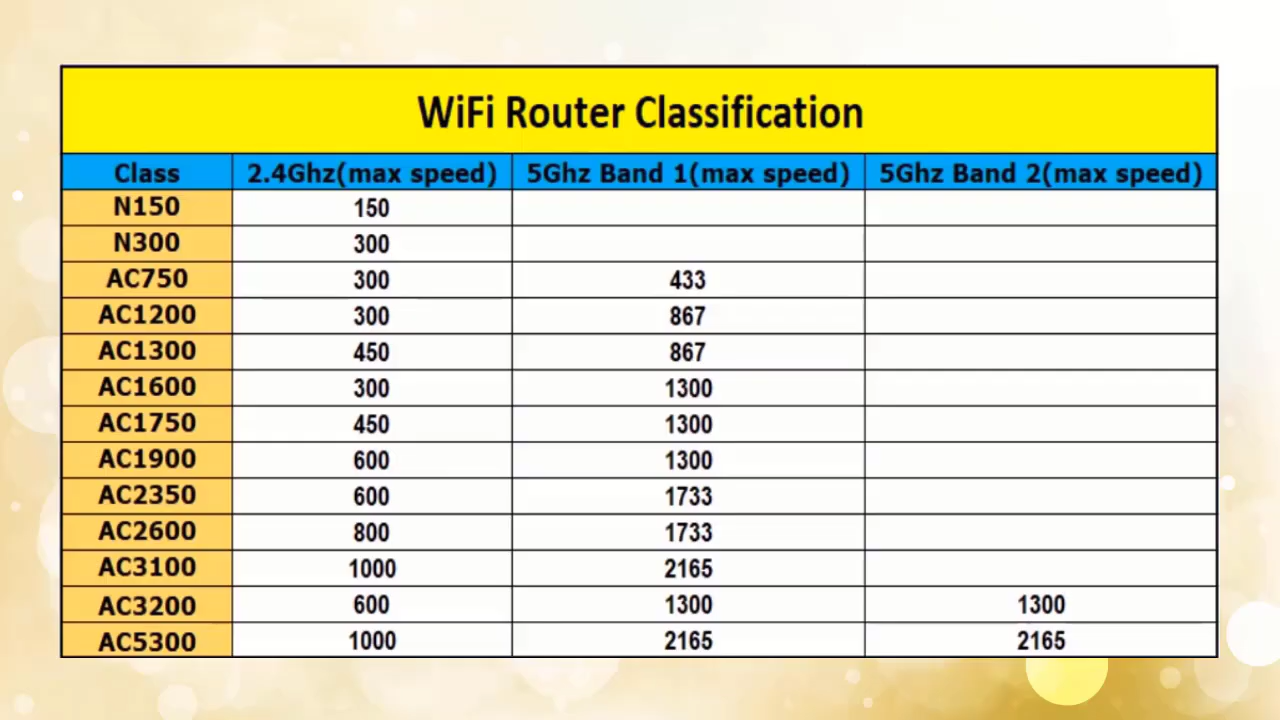 WiFi Router Classification
Class 2.4Ghz(max speed) 5Ghz Band 1(max speed) 5Ghz Band 2(max speed)
N150 150
N300 300
AC750 300 433
AC1200 300 867
AC1300 450 867
AC1600 300 1300
AC1750 450 1300
AC1900 600 1300
AC2350 600 1733
AC2600 800 1733
AC3100 1000 2165
AC3200 600 1300 1300
AC5300 1000 2165 2165